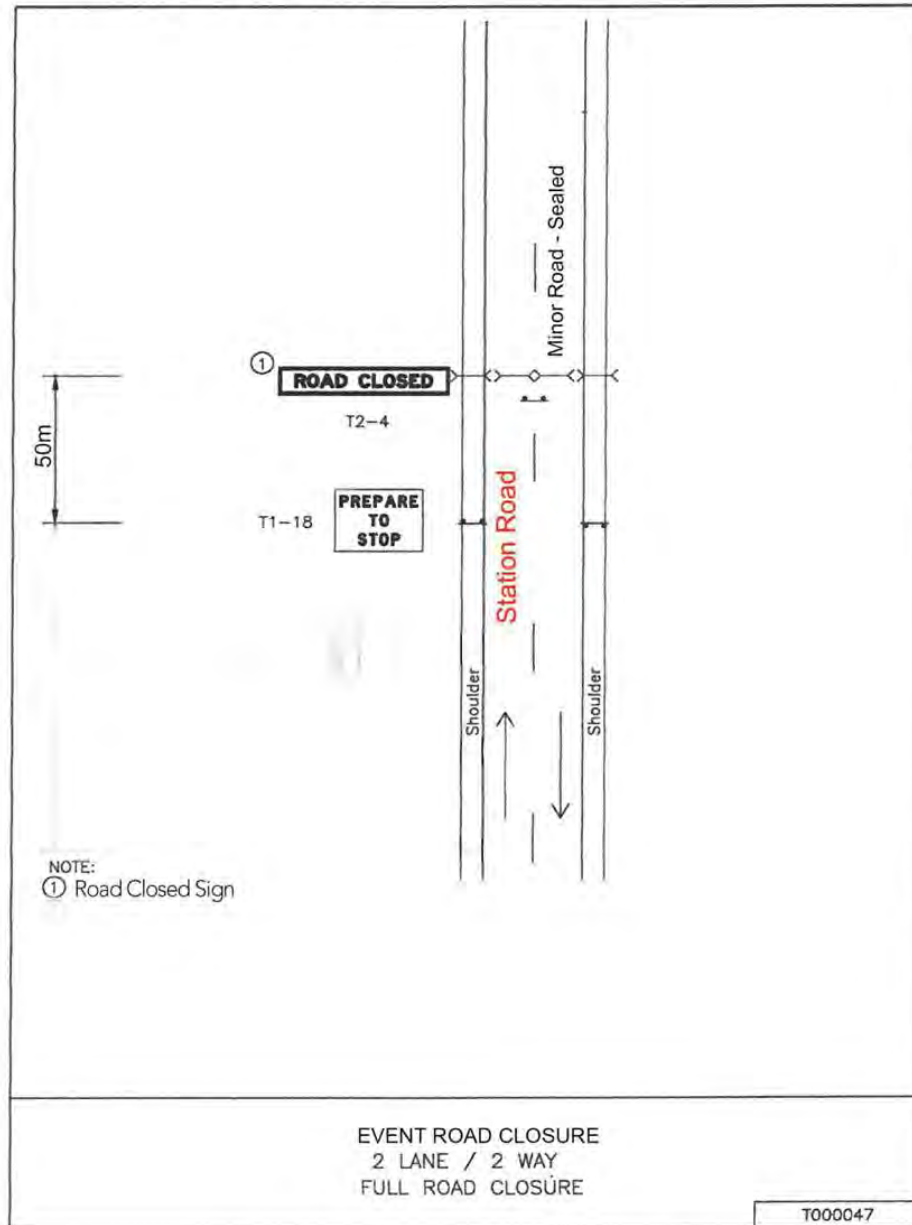 Minor Road - Sealed
① ROAD CLOSED
T2-4
50m
T1-18
PREPARE
TO
STOP
Station Road
Shoulder
Shoulder
NOTE:
① Road Closed Sign
EVENT ROAD CLOSURE
2 LANE / 2 WAY
FULL ROAD CLOSURE
T000047